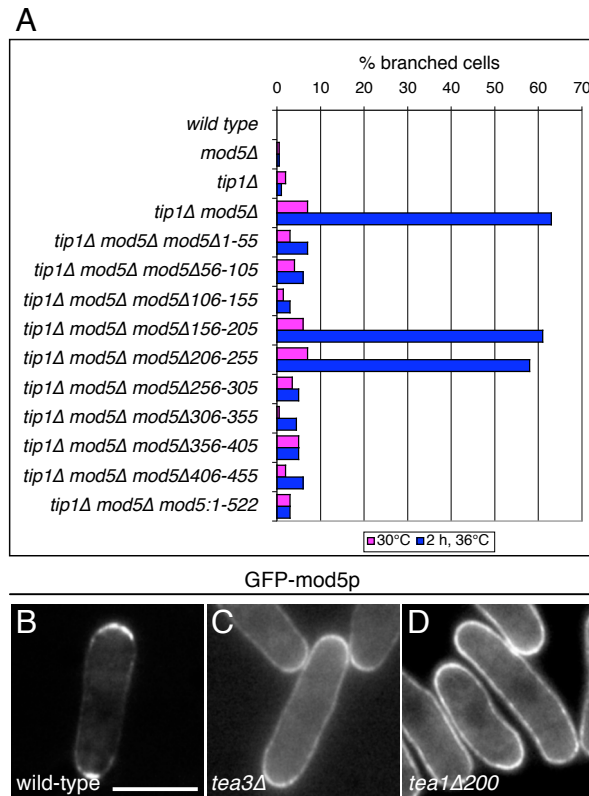 A
% branched cells
0 10 20 30 40 50 60 70
wild type
mod5Δ
tip1Δ
tip1Δ mod5Δ
tip1Δ mod5Δ mod5Δ1-55
tip1Δ mod5Δ mod5Δ56-105
tip1Δ mod5Δ mod5Δ106-155
tip1Δ mod5Δ mod5Δ156-205
tip1Δ mod5Δ mod5Δ206-255
tip1Δ mod5Δ mod5Δ256-305
tip1Δ mod5Δ mod5Δ306-355
tip1Δ mod5Δ mod5Δ356-405
tip1Δ mod5Δ mod5Δ406-455
tip1Δ mod5Δ mod5:1-522
30°C 2 h, 36°C
GFP-mod5p
B C D
wild-type tea3Δ tea1Δ200